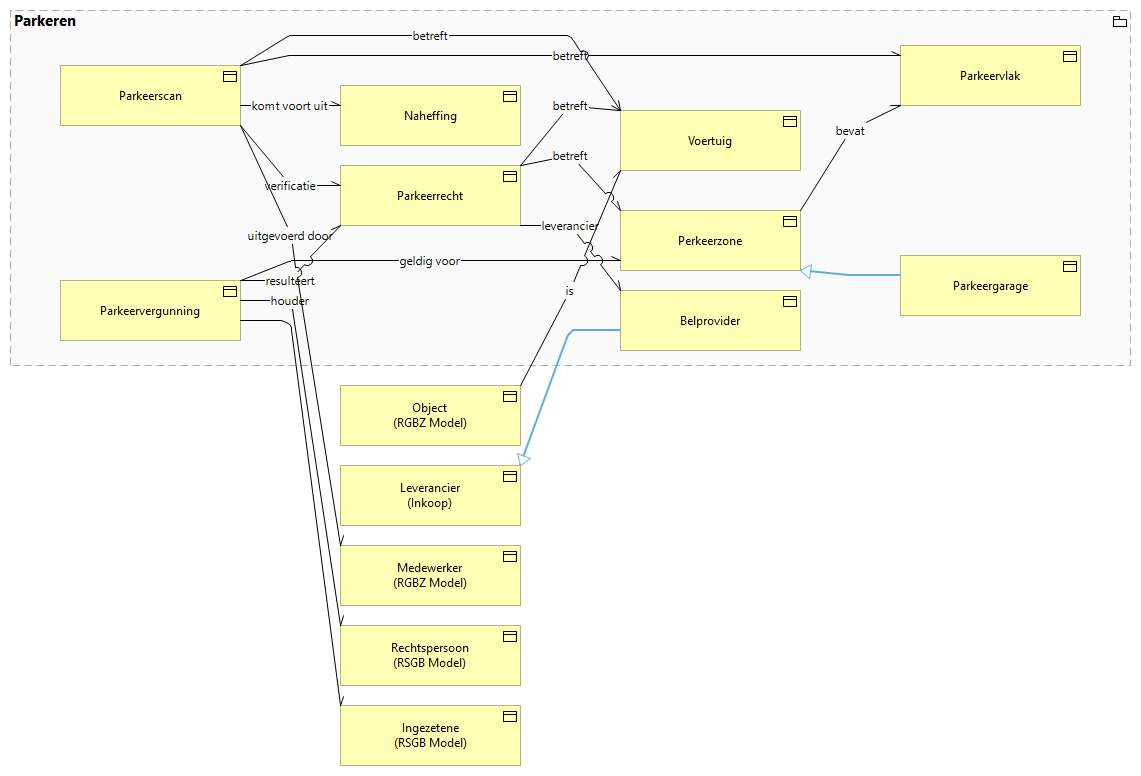 Parkeren
betreft
betreft
Parkeerscan
Parkeervlak
komt voort uit
Naheffing
betreft
Voertuig
bevat
betreft
verificatie
Parkeerrecht
leverancier
uitgevoerd door
Perkeerzone
geldig voor
resulteert
Parkeergarage
houder
is
Parkeervergunning
Belprovider
Object
(RGBZ Model)
Leverancier
(Inkoop)
Medewerker
(RGBZ Model)
Rechtspersoon
(RSGB Model)
Ingezetene
(RSGB Model)